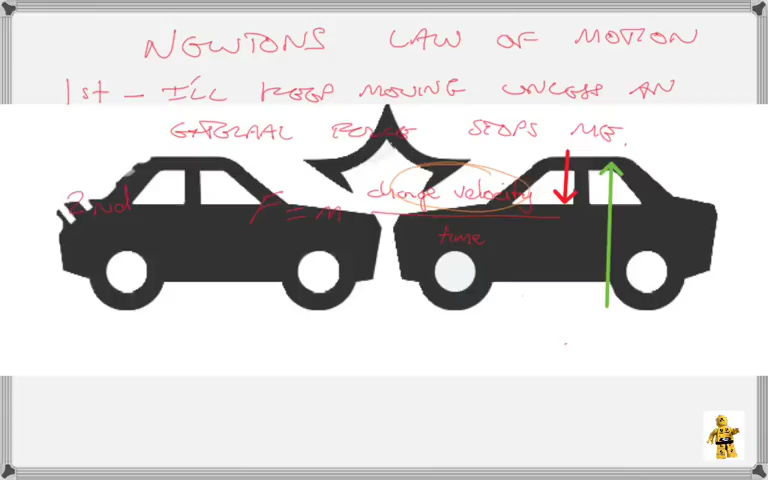 NEWTONS LAW OF MOTION
1st - I'LL KEEP MOVING UNLESS AN
EXTERNAL FORCE STOPS ME.
2nd F = m change velocity
time